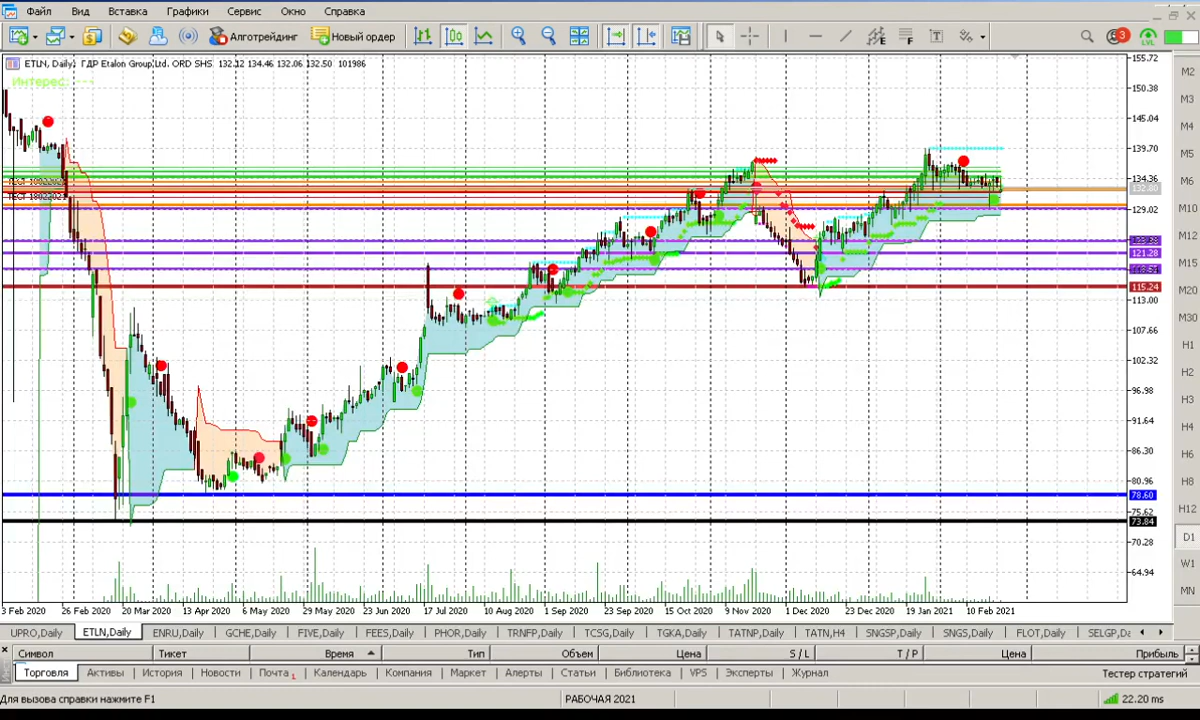 Файл Вид Вставка Графики Сервис Окно Справка
Алготрейдинг Новый ордер 3 LVL
ETLN, Daily: ГДР Etalon Group Ltd. ORD SHS 132.12 134.46 132.06 132.50 101986
Интерес: ---
155.72
150.38
145.04
139.70
134.36
132.80
129.02
121.28
115.24
113.00
107.66
102.32
96.98
91.64
86.30
80.96
78.60
75.62
73.84
70.28
64.94
M2
M3
M4
M5
M6
M10
M12
M15
M20
M30
H1
H2
H3
H4
H6
H8
H12
D1
W1
MN
3 Feb 2020 26 Feb 2020 20 Mar 2020 13 Apr 2020 6 May 2020 29 May 2020 23 Jun 2020 17 Jul 2020 10 Aug 2020 1 Sep 2020 23 Sep 2020 15 Oct 2020 9 Nov 2020 1 Dec 2020 23 Dec 2020 19 Jan 2021 10 Feb 2021
UPRO,Daily ETLN,Daily ENRU,Daily GCHE,Daily FIVE,Daily FEES,Daily PHOR,Daily TRNFP,Daily TCSG,Daily TGKA,Daily TATNP,Daily TATN,H4 SNGSP,Daily SNGS,Daily FLOT,Daily SELGP,Da
Символ Тикет Время Тип Объем Цена S / L T / P Цена Прибыль
Торговля Активы История Новости Почта 1 Календарь Компания Маркет Алерты Статьи Библиотека VPS Эксперты Журнал Тестер стратегий
Для вызова справки нажмите F1 РАБОЧАЯ 2021 22.20 ms